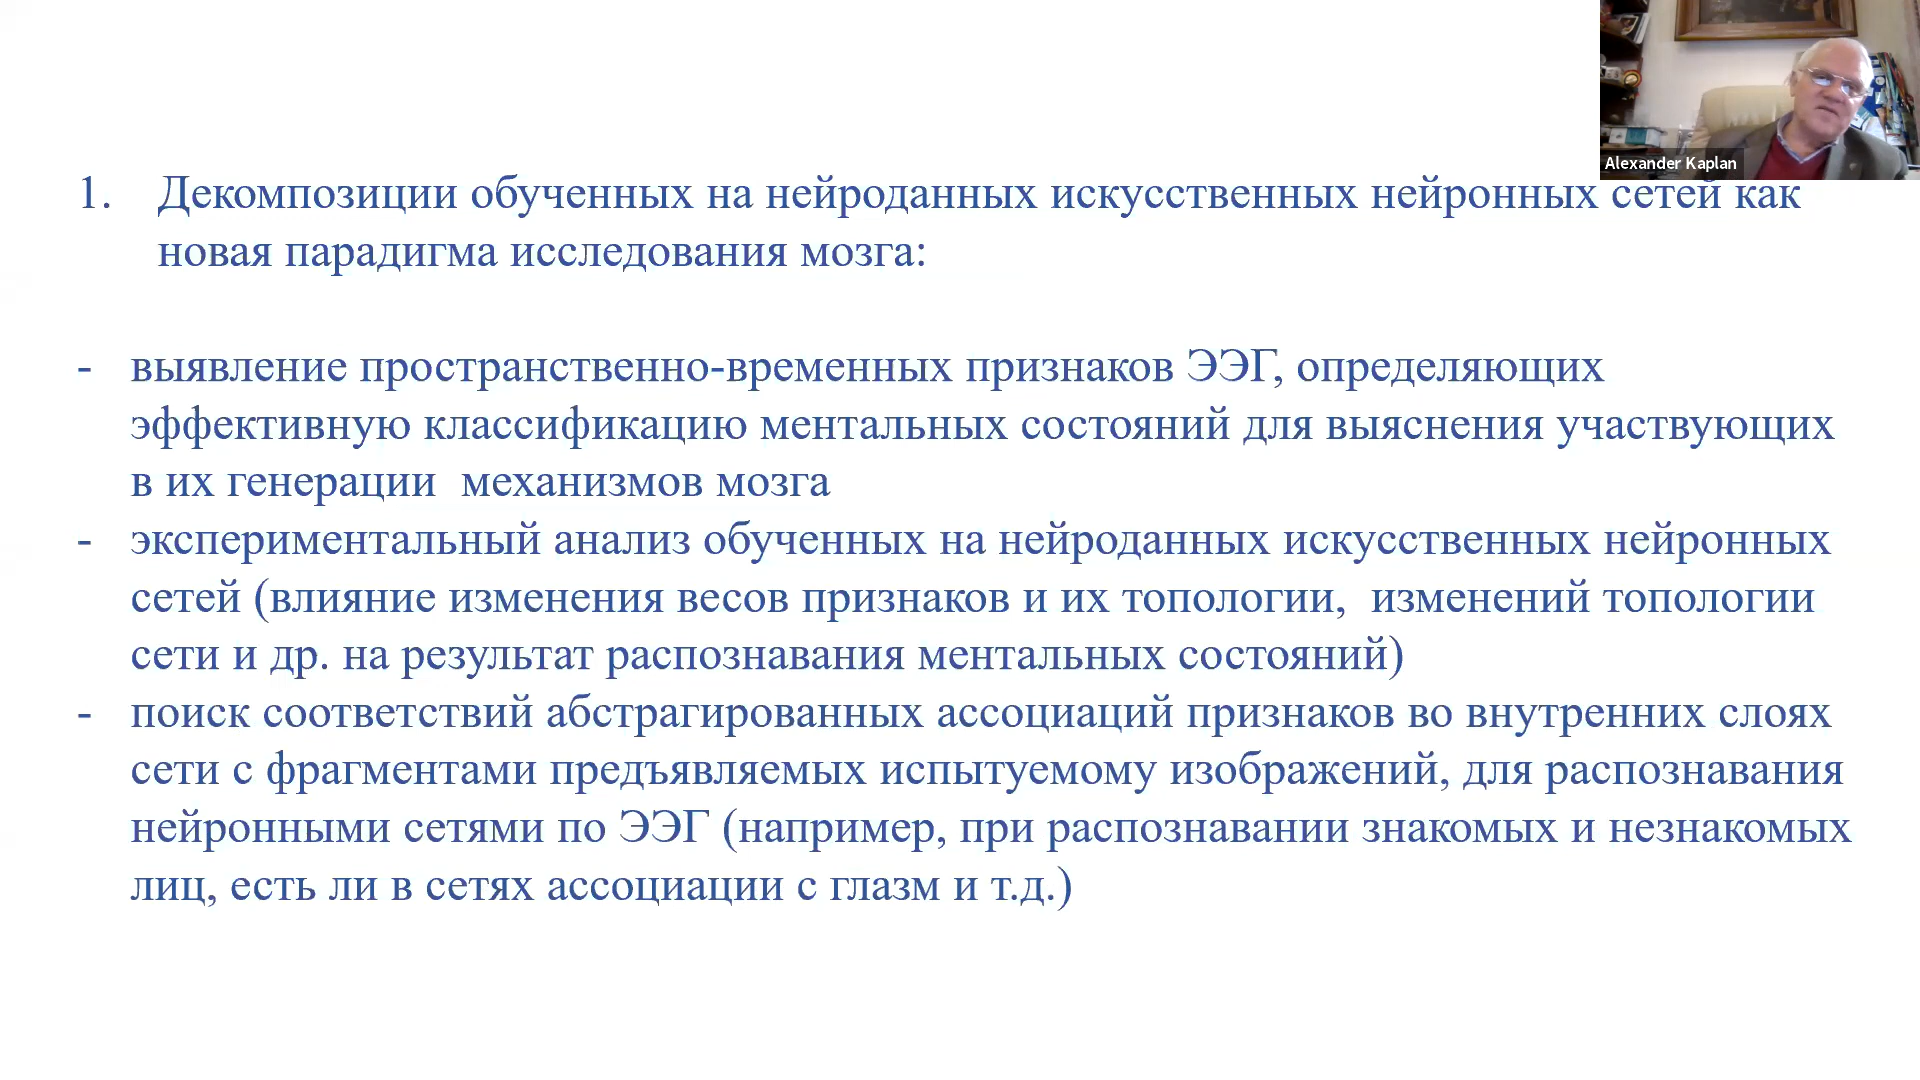 Alexander Kaplan
1. Декомпозиции обученных на нейроданных искусственных нейронных сетей как
новая парадигма исследования мозга:
- выявление пространственно-временных признаков ЭЭГ, определяющих
эффективную классификацию ментальных состояний для выяснения участвующих
в их генерации механизмов мозга
- экспериментальный анализ обученных на нейроданных искусственных нейронных
сетей (влияние изменения весов признаков и их топологии, изменений топологии
сети и др. на результат распознавания ментальных состояний)
- поиск соответствий абстрагированных ассоциаций признаков во внутренних слоях
сети с фрагментами предъявляемых испытуемому изображений, для распознавания
нейронными сетями по ЭЭГ (например, при распознавании знакомых и незнакомых
лиц, есть ли в сетях ассоциации с глазм и т.д.)